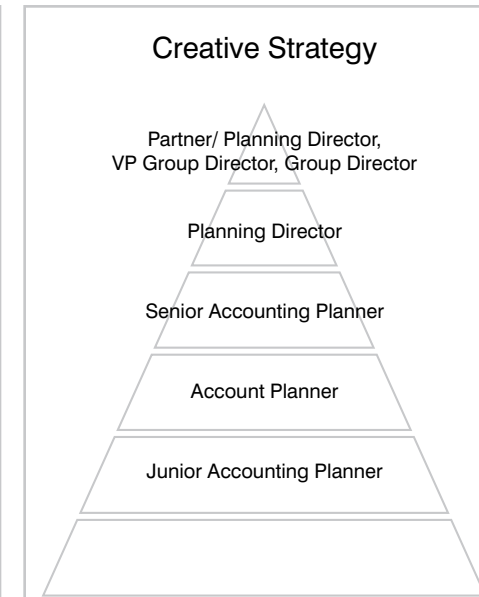 Creative Strategy
Partner/ Planning Director,
VP Group Director, Group Director
Planning Director
Senior Accounting Planner
Account Planner
Junior Accounting Planner